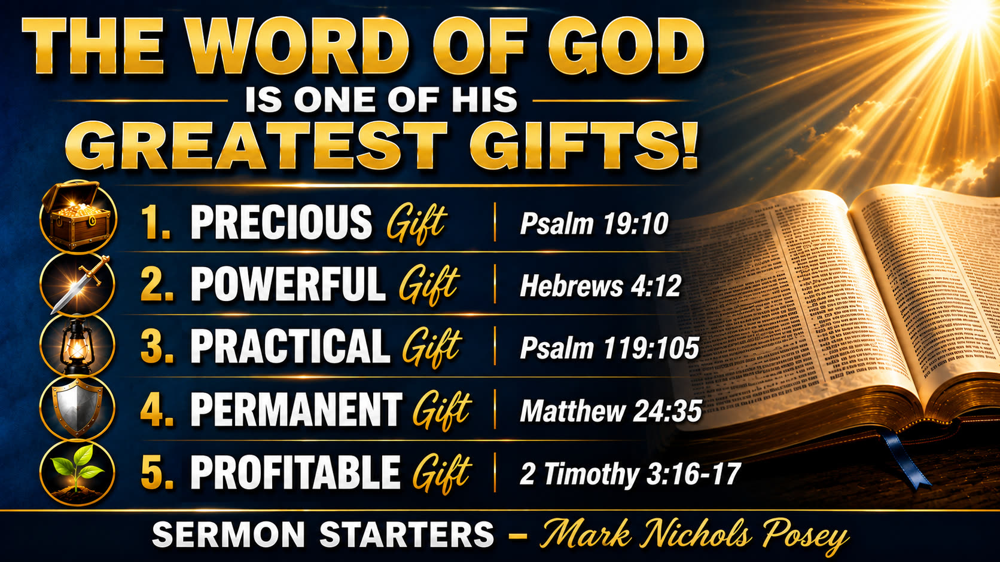 THE WORD OF GOD
IS ONE OF HIS
GREATEST GIFTS!
1. PRECIOUS Gift | Psalm 19:10
2. POWERFUL Gift | Hebrews 4:12
3. PRACTICAL Gift | Psalm 119:105
4. PERMANENT Gift | Matthew 24:35
5. PROFITABLE Gift | 2 Timothy 3:16-17
SERMON STARTERS – Mark Nichols Posey